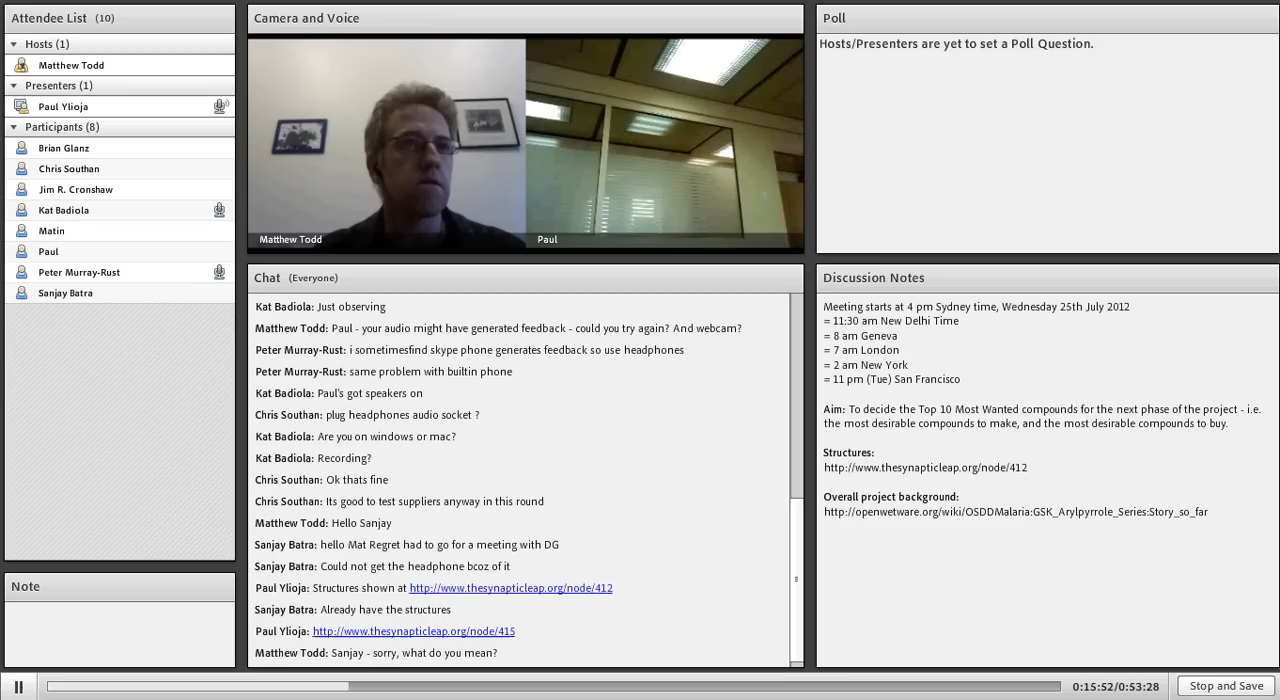 Attendee List (10)
Hosts (1)
Matthew Todd
Presenters (1)
Paul Ylioja
Participants (8)
Brian Glanz
Chris Southan
Jim R. Cronshaw
Kat Badiola
Matin
Paul
Peter Murray-Rust
Sanjay Batra
Note
Camera and Voice
Matthew Todd
Paul
Chat (Everyone)
Kat Badiola: Just observing
Matthew Todd: Paul - your audio might have generated feedback - could you try again? And webcam?
Peter Murray-Rust: i sometimesfind skype phone generates feedback so use headphones
Peter Murray-Rust: same problem with builtin phone
Kat Badiola: Paul's got speakers on
Chris Southan: plug headphones audio socket ?
Kat Badiola: Are you on windows or mac?
Kat Badiola: Recording?
Chris Southan: Ok thats fine
Chris Southan: Its good to test suppliers anyway in this round
Matthew Todd: Hello Sanjay
Sanjay Batra: hello Mat Regret had to go for a meeting with DG
Sanjay Batra: Could not get the headphone bcoz of it
Paul Ylioja: Structures shown at http://www.thesynapticleap.org/node/412
Sanjay Batra: Already have the structures
Paul Ylioja: http://www.thesynapticleap.org/node/415
Matthew Todd: Sanjay - sorry, what do you mean?
Poll
Hosts/Presenters are yet to set a Poll Question.
Discussion Notes
Meeting starts at 4 pm Sydney time, Wednesday 25th July 2012
= 11:30 am New Delhi Time
= 8 am Geneva
= 7 am London
= 2 am New York
= 11 pm (Tue) San Francisco
Aim: To decide the Top 10 Most Wanted compounds for the next phase of the project - i.e.
the most desirable compounds to make, and the most desirable compounds to buy.
Structures:
http://www.thesynapticleap.org/node/412
Overall project background:
http://openwetware.org/wiki/OSDDMalaria:GSK_Arylpyrrole_Series:Story_so_far
0:15:52/0:53:28
Stop and Save